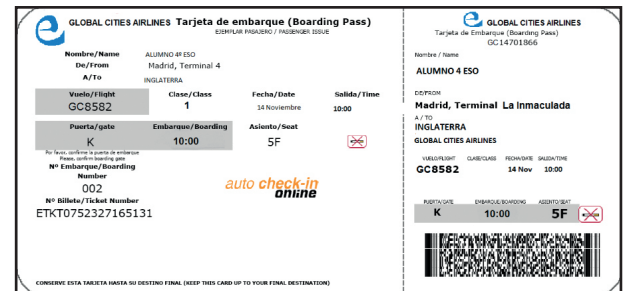 GLOBAL CITIES AIRLINES Tarjeta de embarque (Boarding Pass)
EJEMPLAR PASAJERO / PASSENGER ISSUE
Nombre/Name ALUMNO 4º ESO
De/From Madrid, Terminal 4
A/To INGLATERRA
Vuelo/Flight Clase/Class Fecha/Date Salida/Time
GC8582 1 14 Noviembre 10:00
Puerta/gate Embarque/Boarding Asiento/Seat
K 10:00 5F
Por favor, confirme la puerta de embarque
Please, confirm boarding gate
Nº Embarque/Boarding
Number
002
Nº Billete/Ticket Number
ETKT0752327165131
auto check-in
online
CONSERVE ESTA TARJETA HASTA SU DESTINO FINAL (KEEP THIS CARD UP TO YOUR FINAL DESTINATION)
GLOBAL CITIES AIRLINES
Tarjeta de Embarque (Boarding Pass)
GC14701866
Nombre / Name
ALUMNO 4 ESO
DE/FROM
Madrid, Terminal La Inmaculada
A / TO
INGLATERRA
GLOBAL CITIES AIRLINES
VUELO/FLIGHT CLASE/CLASS FECHA/DATE SALIDA/TIME
GC8582 14 Nov 10:00
PUERTA/GATE EMBARQUE/BOARDING ASIENTO/SEAT
K 10:00 5F